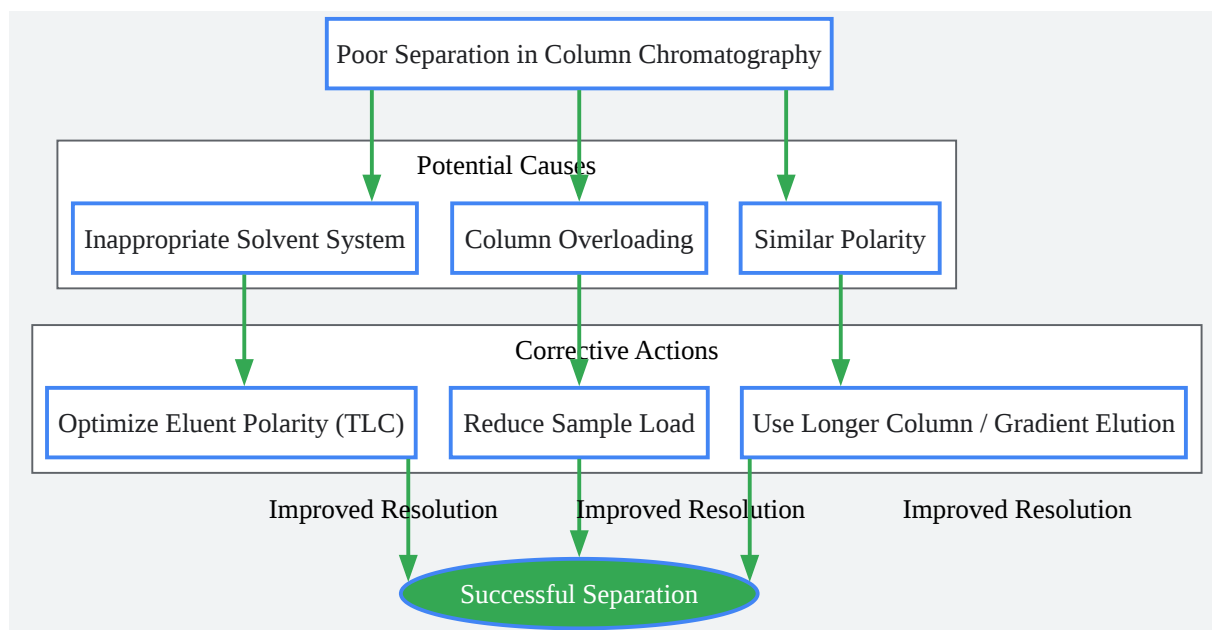 Poor Separation in Column Chromatography
Potential Causes
Inappropriate Solvent System
Column Overloading
Similar Polarity
Corrective Actions
Optimize Eluent Polarity (TLC)
Reduce Sample Load
Use Longer Column / Gradient Elution
Improved Resolution
Improved Resolution
Improved Resolution
Successful Separation